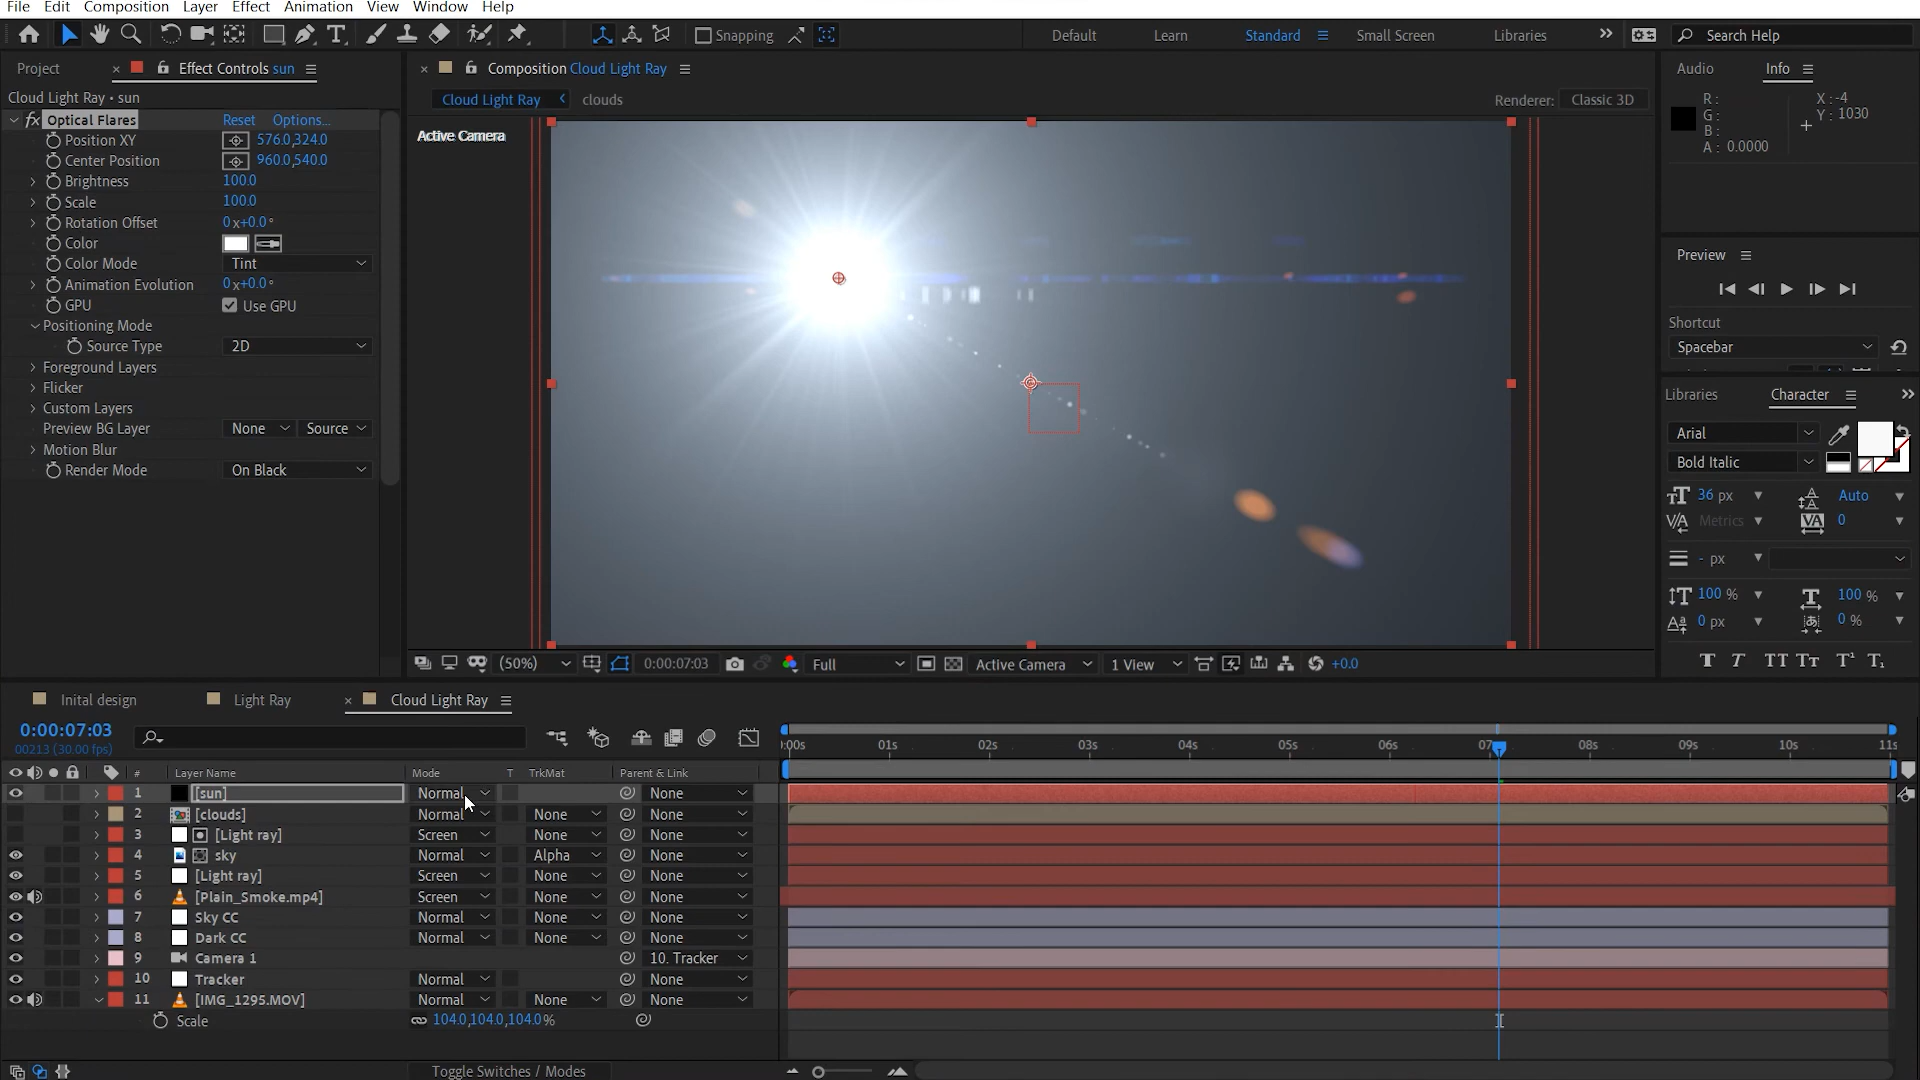 File Edit Composition Layer Effect Animation View Window Help
Snapping Default Learn Standard Small Screen Libraries Search Help
Project Effect Controls sun Composition Cloud Light Ray Audio Info
Cloud Light Ray • sun Cloud Light Ray clouds Renderer: Classic 3D
R: X: -4
G: Y: 1030
B:
A: 0.0000
fx Optical Flares Reset Options...
Active Camera
Position XY 576.0,324.0
Center Position 960.0,540.0
Brightness 100.0
Scale 100.0
Rotation Offset 0x+0.0°
Color
Color Mode Tint
Animation Evolution 0x+0.0°
GPU Use GPU
Positioning Mode
Source Type 2D
Foreground Layers
Flicker
Custom Layers
Preview BG Layer None Source
Motion Blur
Render Mode On Black
Preview
Shortcut
Spacebar
Libraries Character
Arial
Bold Italic
36 px Auto
Metrics 0
- px
100 % 100 %
0 px 0 %
(50%) 0:00:07:03 Full Active Camera 1 View +0.0
Inital design Light Ray Cloud Light Ray
0:00:07:03
00213 (30.00 fps)
:00s 01s 02s 03s 04s 05s 06s 07s 08s 09s 10s 11s
# Layer Name Mode T TrkMat Parent & Link
1 [sun] Normal None
2 [clouds] Normal None None
3 [Light ray] Screen None None
4 sky Normal Alpha None
5 [Light ray] Screen None None
6 [Plain_Smoke.mp4] Screen None None
7 Sky CC Normal None None
8 Dark CC Normal None None
9 Camera 1 10. Tracker
10 Tracker Normal None
11 [IMG_1295.MOV] Normal None None
Scale 104.0,104.0,104.0%
Toggle Switches / Modes